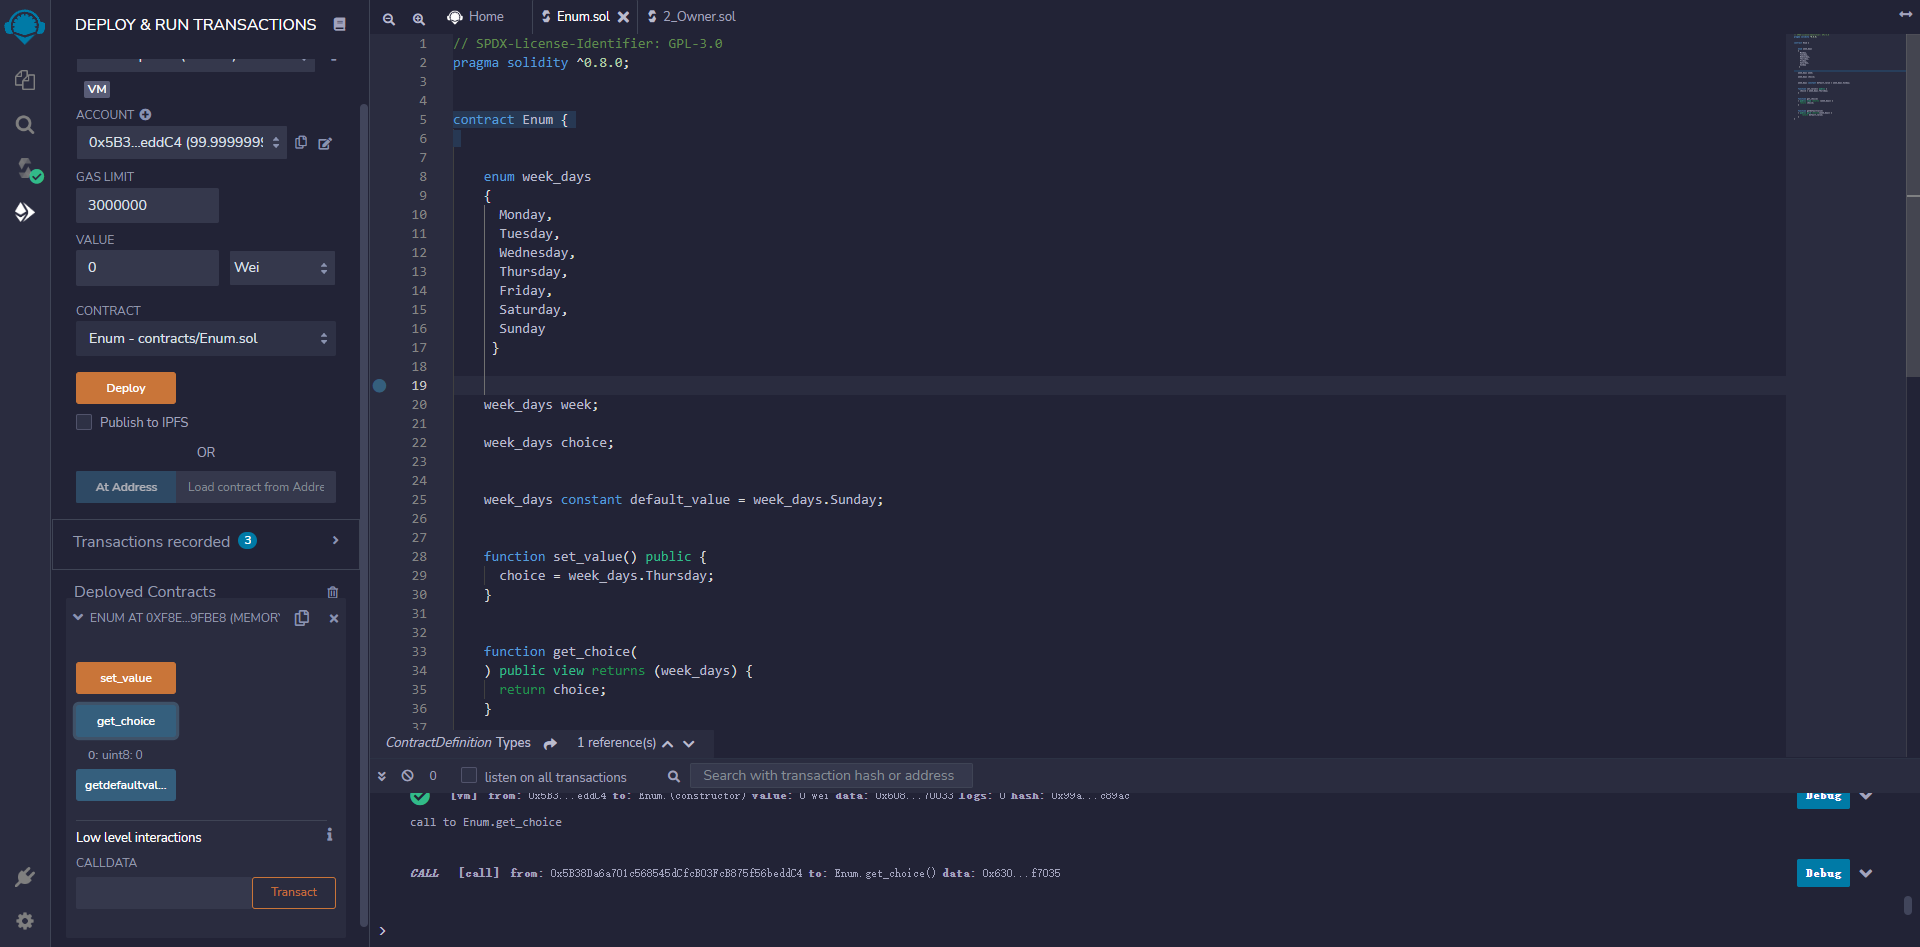 DEPLOY & RUN TRANSACTIONS
VM
ACCOUNT
0x5B3...eddC4 (99.9999999
GAS LIMIT
3000000
VALUE
0
Wei
CONTRACT
Enum - contracts/Enum.sol
Deploy
Publish to IPFS
OR
At Address
Load contract from Addre
Transactions recorded 3
Deployed Contracts
ENUM AT 0XF8E...9FBE8 (MEMOR
set_value
get_choice
0: uint8: 0
getdefaultval...
Low level interactions
CALLDATA
Transact
Home
Enum.sol
2_Owner.sol
1 // SPDX-License-Identifier: GPL-3.0
2 pragma solidity ^0.8.0;
3
4
5 contract Enum {
6
7
8 enum week_days
9 {
10 Monday,
11 Tuesday,
12 Wednesday,
13 Thursday,
14 Friday,
15 Saturday,
16 Sunday
17 }
18
19
20 week_days week;
21
22 week_days choice;
23
24
25 week_days constant default_value = week_days.Sunday;
26
27
28 function set_value() public {
29 choice = week_days.Thursday;
30 }
31
32
33 function get_choice(
34 ) public view returns (week_days) {
35 return choice;
36 }
37
ContractDefinition Types
1 reference(s)
0
listen on all transactions
Search with transaction hash or address
[vm] from: 0x5B3...eddC4 to: Enum.(constructor) value: 0 wei data: 0x608...70033 logs: 0 hash: 0x99a...c89ac
Debug
call to Enum.get_choice
CALL [call] from: 0x5B38Da6a701c568545dCfcB03FcB875f56beddC4 to: Enum.get_choice() data: 0x630...f7035
Debug
>